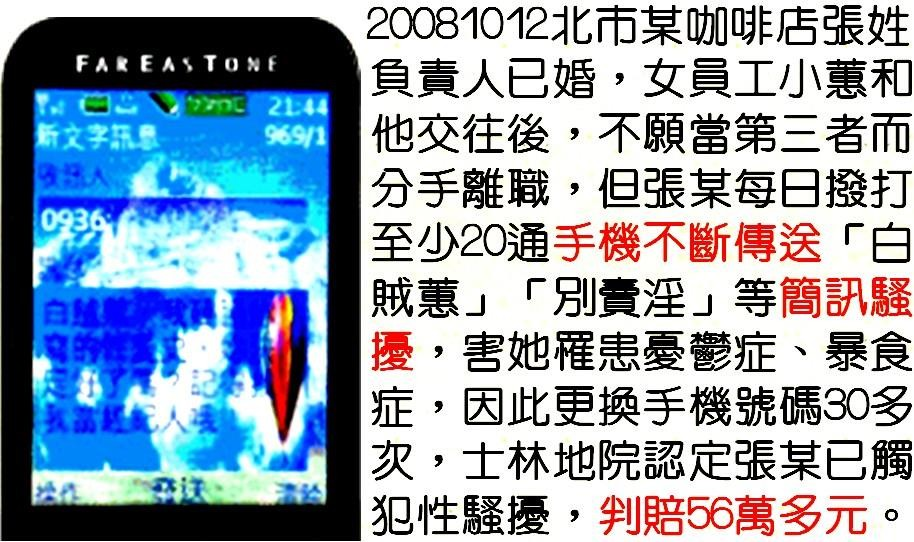 FAREASTONE
21:44
新文字訊息 969/1
收訊人
0936
操作 發送 清除
20081012北市某咖啡店張姓
負責人已婚，女員工小蕙和
他交往後，不願當第三者而
分手離職，但張某每日撥打
至少20通手機不斷傳送「白
賊蕙」「別賣淫」等簡訊騷
擾，害她罹患憂鬱症、暴食
症，因此更換手機號碼30多
次，士林地院認定張某已觸
犯性騷擾，判賠56萬多元。